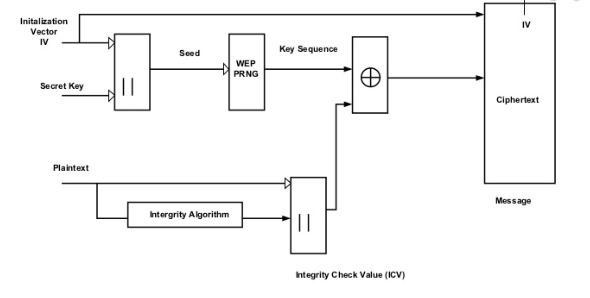 Initalization
Vector
IV
Secret Key
||
Seed
WEP
PRNG
Key Sequence
IV
Ciphertext
Message
Plaintext
Intergrity Algorithm
||
Integrity Check Value (ICV)